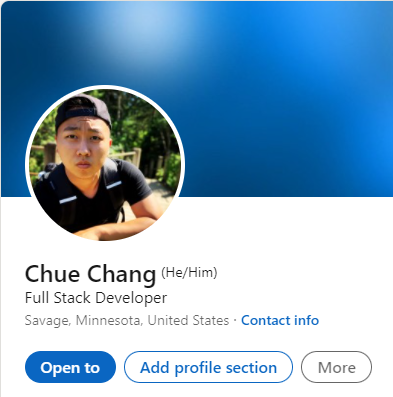 Chue Chang (He/Him)
Full Stack Developer
Savage, Minnesota, United States · Contact info
Open to Add profile section More